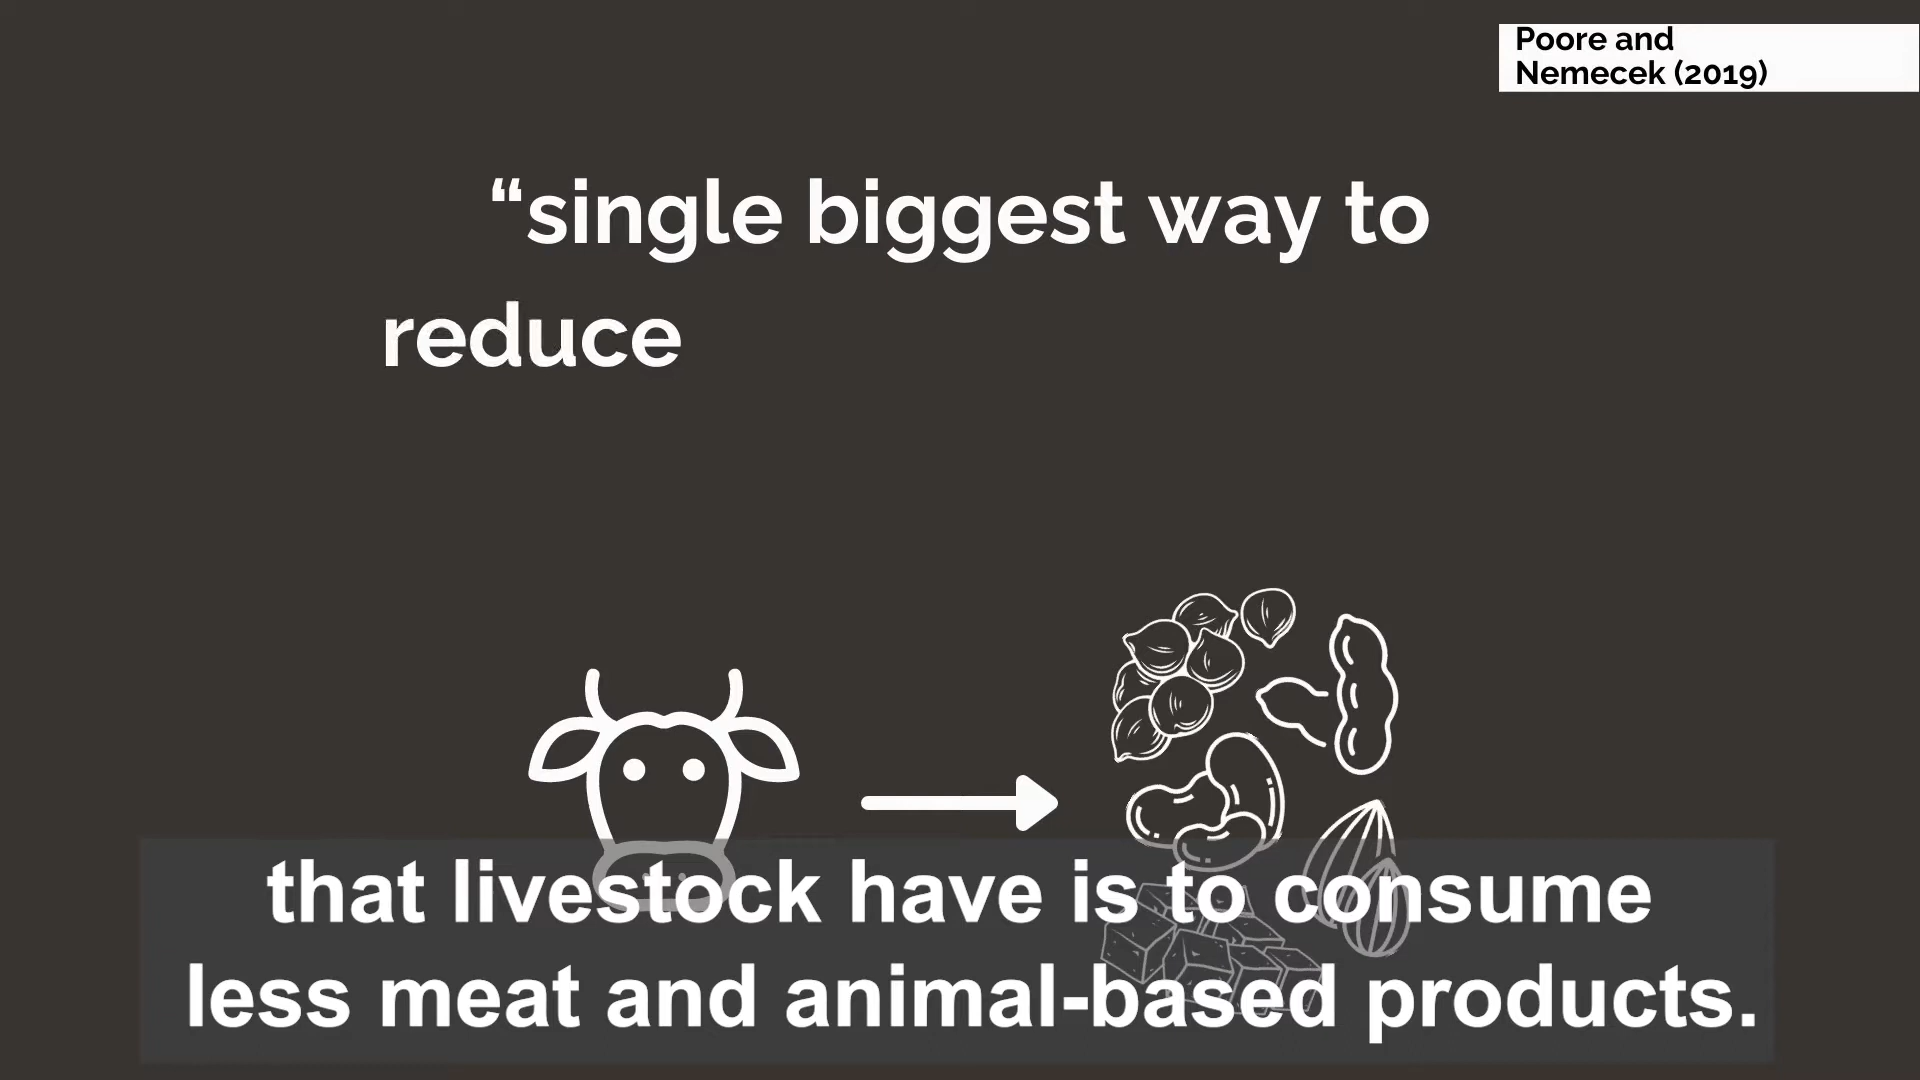 Poore and
Nemecek (2019)
“single biggest way to
reduce
that livestock have is to consume
less meat and animal-based products.